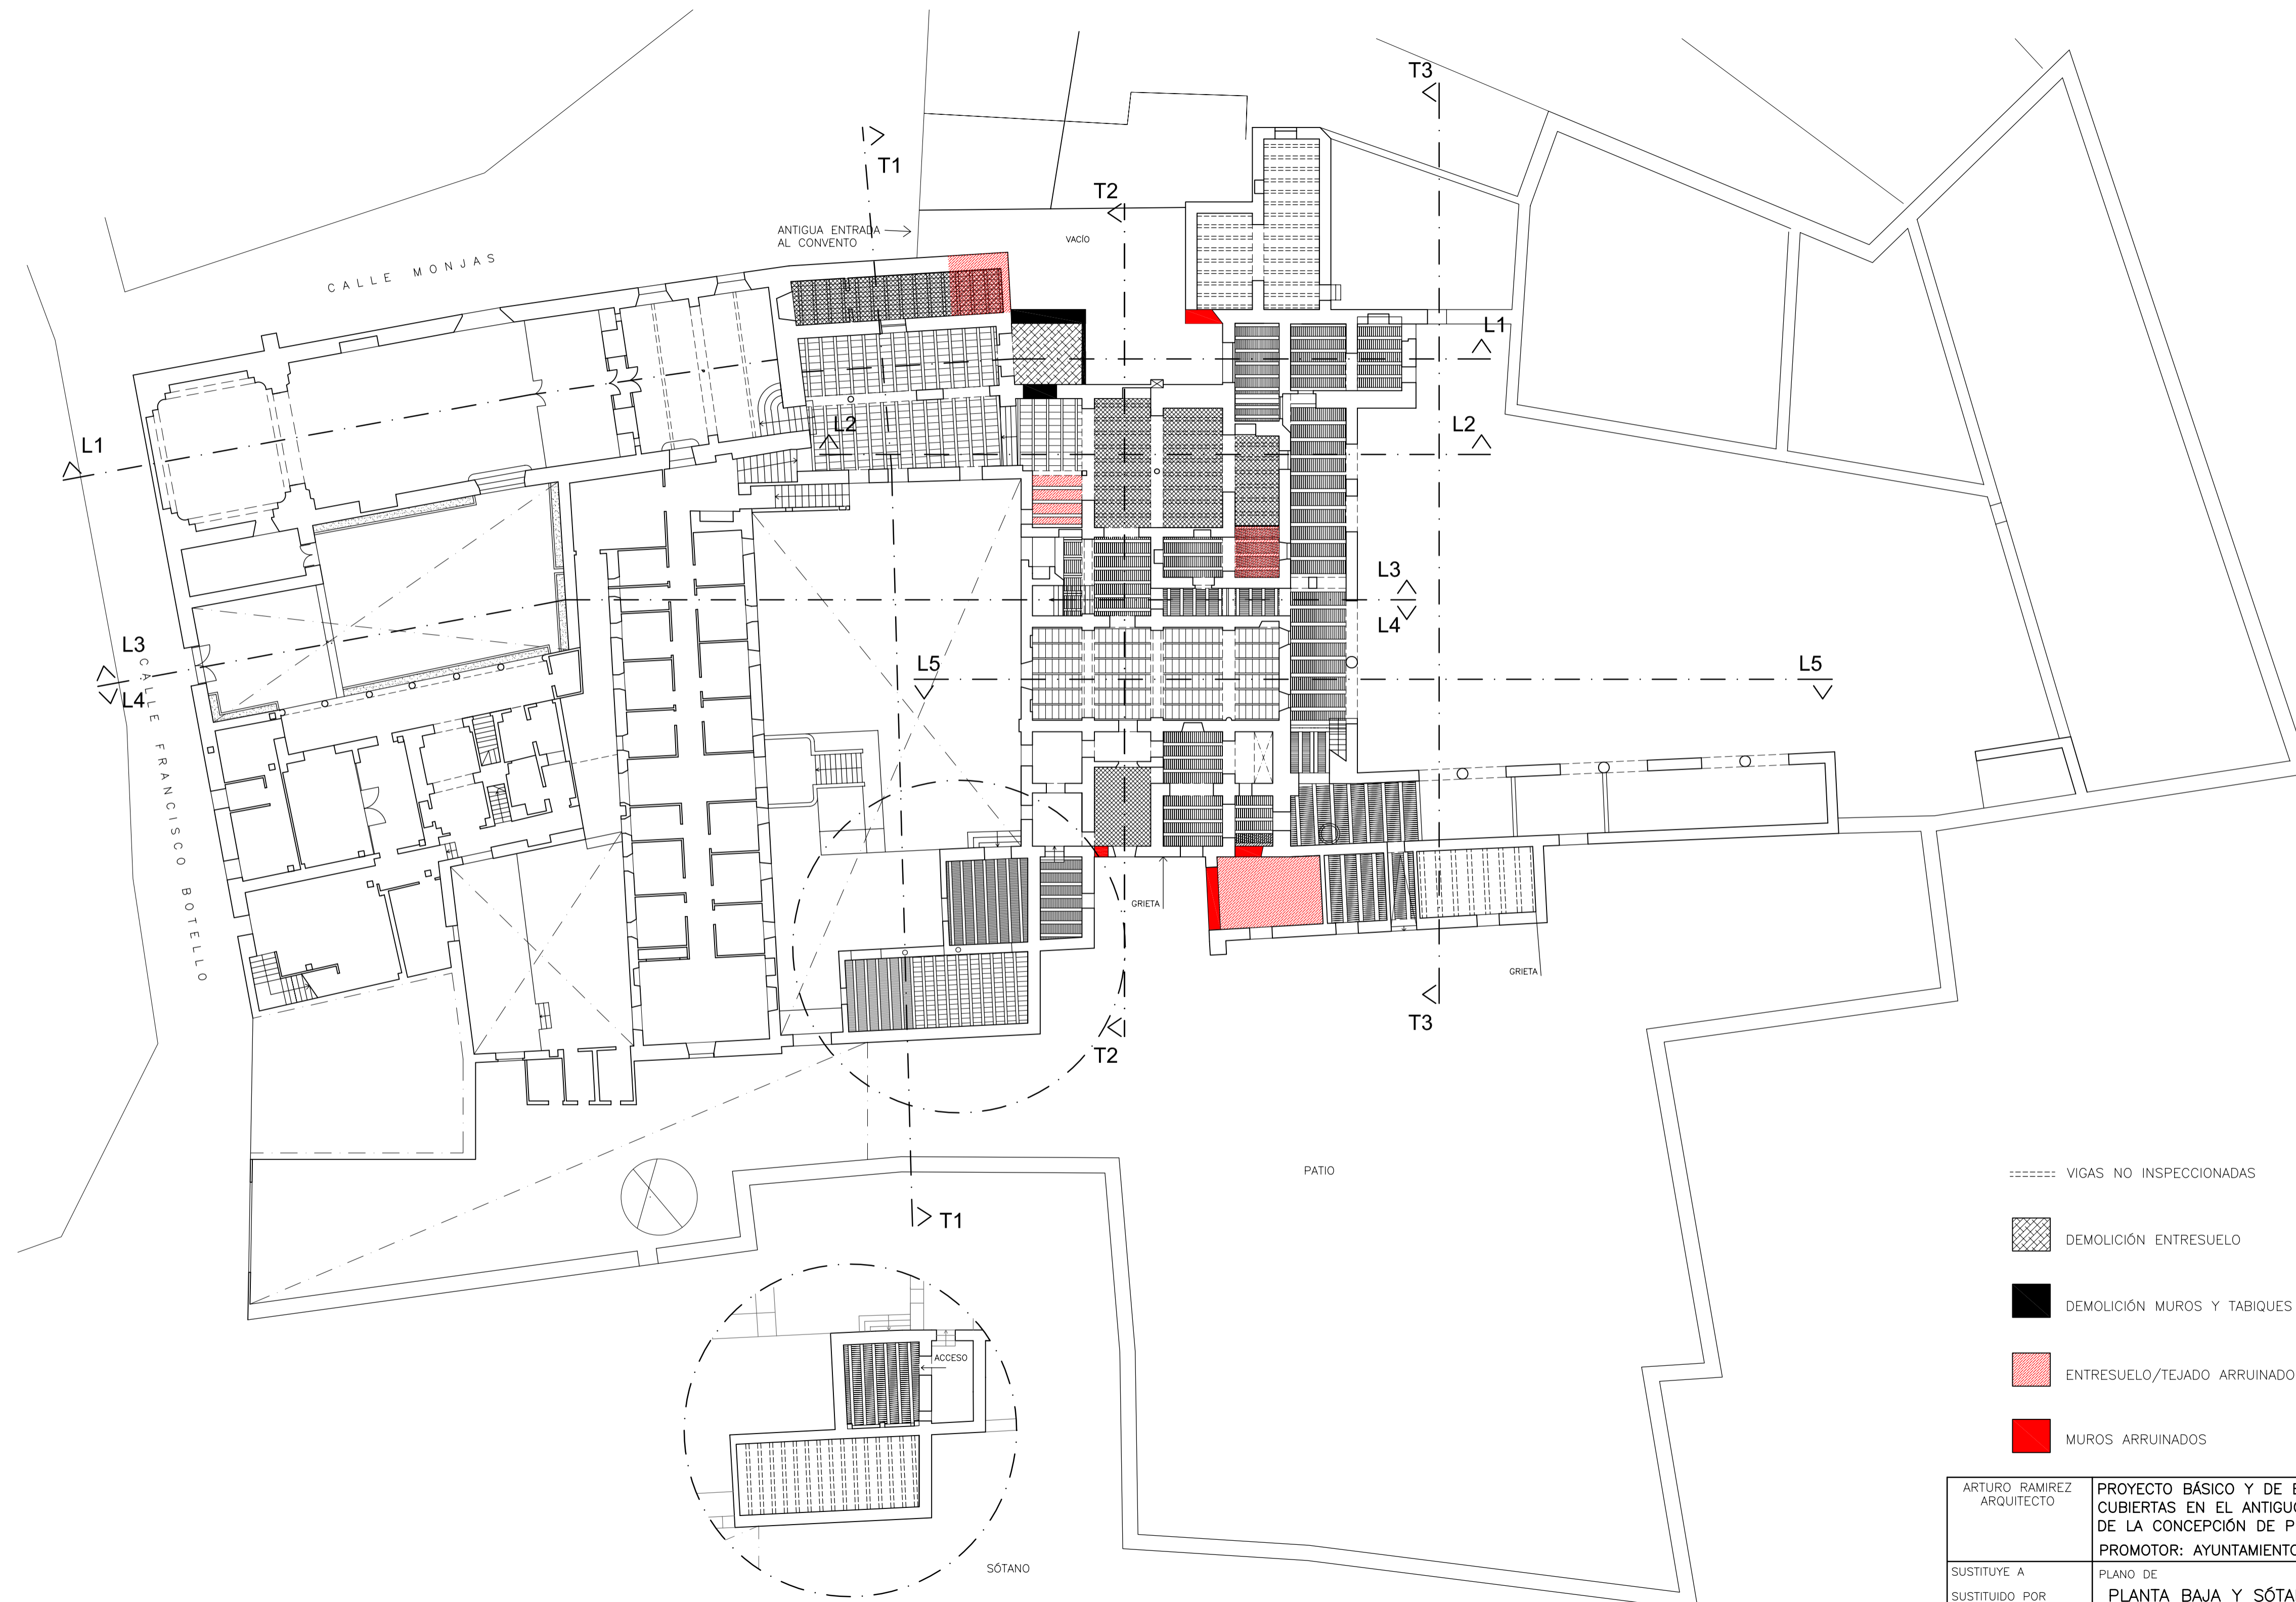 T3
T1
T2
ANTIGUA ENTRADA
AL CONVENTO
VACÍO
CALLE MONJAS
L1
L1
L2
L2
L3
L4
L3
L4
CALLE FRANCISCO BOTELLO
L5
L5
GRIETA
GRIETA
T3
T2
PATIO
T1
ACCESO
SÓTANO
VIGAS NO INSPECCIONADAS
DEMOLICIÓN ENTRESUELO
DEMOLICIÓN MUROS Y TABIQUES
ENTRESUELO/TEJADO ARRUINADO
MUROS ARRUINADOS
ARTURO RAMIREZ
ARQUITECTO
PROYECTO BÁSICO Y DE
CUBIERTAS EN EL
DE LA CONCEPCIÓN DE
PROMOTOR:
SUSTITUYE A
SUSTITUIDO POR
PLANO DE
PLANTA BAJA Y